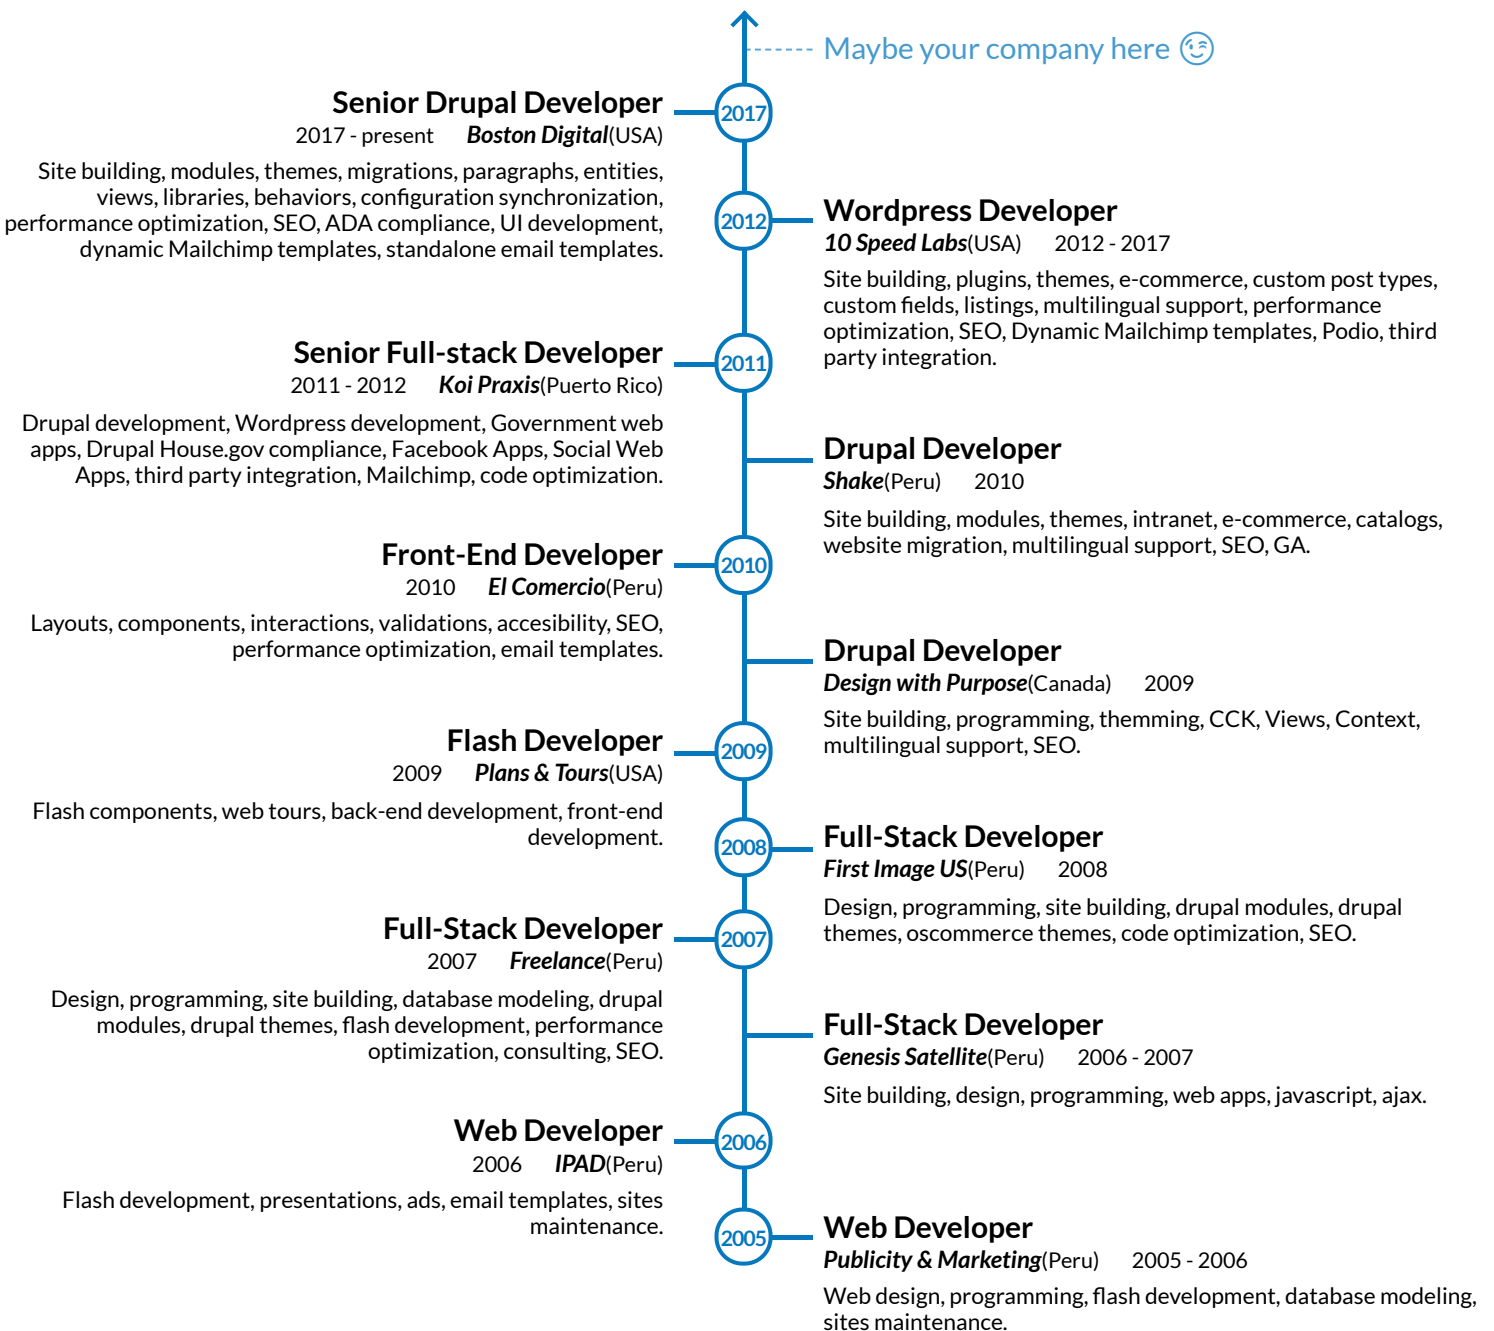 Maybe your company here 😉
2017
Senior Drupal Developer
2017 - present Boston Digital(USA)
Site building, modules, themes, migrations, paragraphs, entities,
views, libraries, behaviors, configuration synchronization,
performance optimization, SEO, ADA compliance, UI development,
dynamic Mailchimp templates, standalone email templates.
2012
Wordpress Developer
10 Speed Labs(USA) 2012 - 2017
Site building, plugins, themes, e-commerce, custom post types,
custom fields, listings, multilingual support, performance
optimization, SEO, Dynamic Mailchimp templates, Podio, third
party integration.
2011
Senior Full-stack Developer
2011 - 2012 Koi Praxis(Puerto Rico)
Drupal development, Wordpress development, Government web
apps, Drupal House.gov compliance, Facebook Apps, Social Web
Apps, third party integration, Mailchimp, code optimization.
Drupal Developer
Shake(Peru) 2010
Site building, modules, themes, intranet, e-commerce, catalogs,
website migration, multilingual support, SEO, GA.
2010
Front-End Developer
2010 El Comercio(Peru)
Layouts, components, interactions, validations, accesibility, SEO,
performance optimization, email templates.
Drupal Developer
Design with Purpose(Canada) 2009
Site building, programming, themming, CCK, Views, Context,
multilingual support, SEO.
2009
Flash Developer
2009 Plans & Tours(USA)
Flash components, web tours, back-end development, front-end
development.
2008
Full-Stack Developer
First Image US(Peru) 2008
Design, programming, site building, drupal modules, drupal
themes, oscommerce themes, code optimization, SEO.
2007
Full-Stack Developer
2007 Freelance(Peru)
Design, programming, site building, database modeling, drupal
modules, drupal themes, flash development, performance
optimization, consulting, SEO.
Full-Stack Developer
Genesis Satellite(Peru) 2006 - 2007
Site building, design, programming, web apps, javascript, ajax.
2006
Web Developer
2006 IPAD(Peru)
Flash development, presentations, ads, email templates, sites
maintenance.
2005
Web Developer
Publicity & Marketing(Peru) 2005 - 2006
Web design, programming, flash development, database modeling,
sites maintenance.